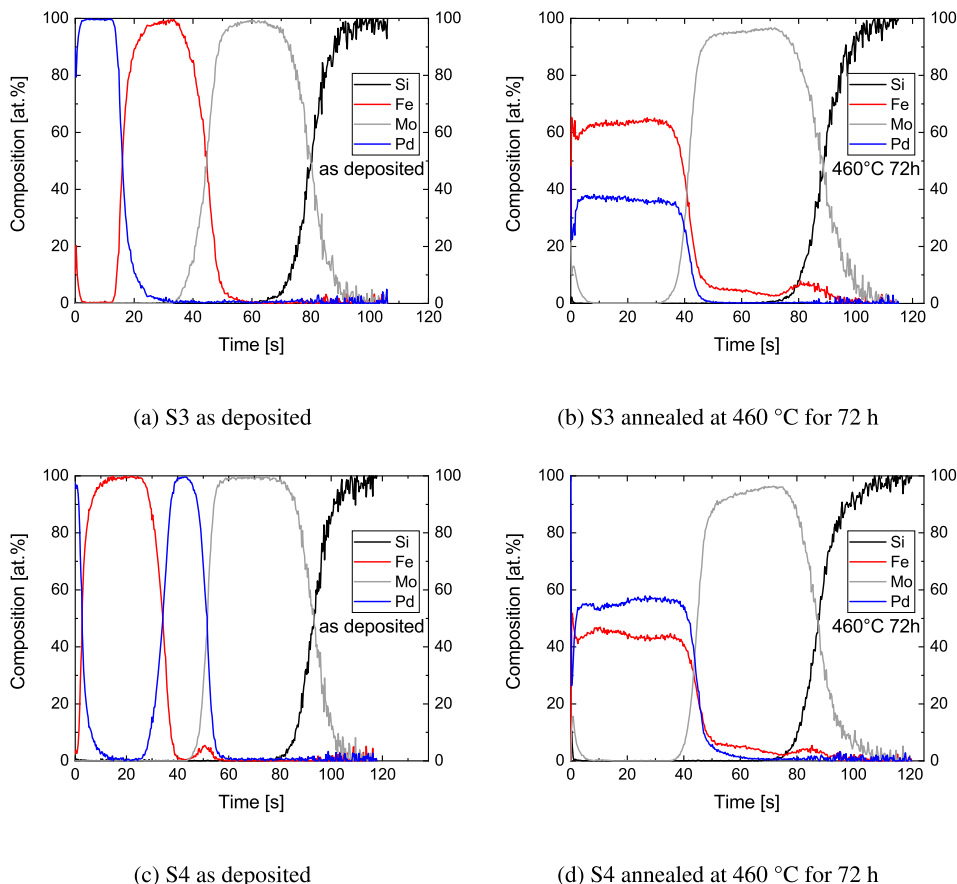 100 100
80 80
60 60
40 40
20 20
0 0
0 20 40 60 80 100 120
Composition [at.%]
Time [s]
Si
Fe
Mo
Pd
as deposited
(a) S3 as deposited
100 100
80 80
60 60
40 40
20 20
0 0
0 20 40 60 80 100 120
Composition [at.%]
Time [s]
Si
Fe
Mo
Pd
460°C 72h
(b) S3 annealed at 460 °C for 72 h
100 100
80 80
60 60
40 40
20 20
0 0
0 20 40 60 80 100 120
Composition [at.%]
Time [s]
Si
Fe
Mo
Pd
as deposited
(c) S4 as deposited
100 100
80 80
60 60
40 40
20 20
0 0
0 20 40 60 80 100 120
Composition [at.%]
Time [s]
Si
Fe
Mo
Pd
460°C 72h
(d) S4 annealed at 460 °C for 72 h